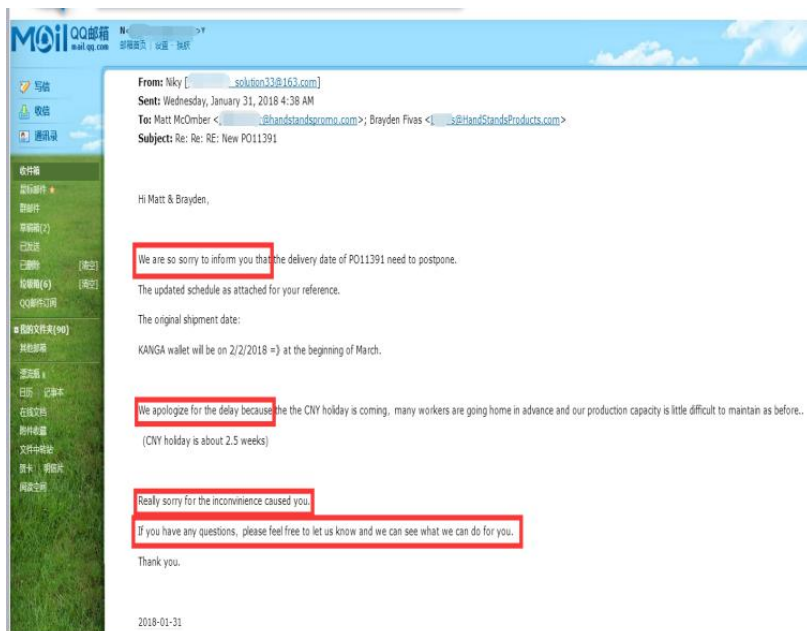 MOil QQ邮箱
mail.qq.com
邮箱首页 | 设置 - 换肤
写信
收信
通讯录
收件箱
星标邮件
群邮件
草稿箱(2)
已发送
已删除 [清空]
垃圾箱(6) [清空]
QQ邮件订阅
我的文件夹(90)
其他邮箱
漂流瓶
日历 | 记事本
在线文档
附件收藏
文件中转站
贺卡 | 明信片
阅读空间
From: Niky [ _solution33@163.com]
Sent: Wednesday, January 31, 2018 4:38 AM
To: Matt McOmber < @handstandspromo.com>; Brayden Fivas < s@HandStandsProducts.com>
Subject: Re: Re: RE: New PO11391
Hi Matt & Brayden,
We are so sorry to inform you that the delivery date of PO11391 need to postpone.
The updated schedule as attached for your reference.
The original shipment date:
KANGA wallet will be on 2/2/2018 =} at the beginning of March.
We apologize for the delay because the the CNY holiday is coming, many workers are going home in advance and our production capacity is little difficult to maintain as before..
(CNY holiday is about 2.5 weeks)
Really sorry for the inconvinience caused you.
If you have any questions, please feel free to let us know and we can see what we can do for you.
Thank you.
2018-01-31